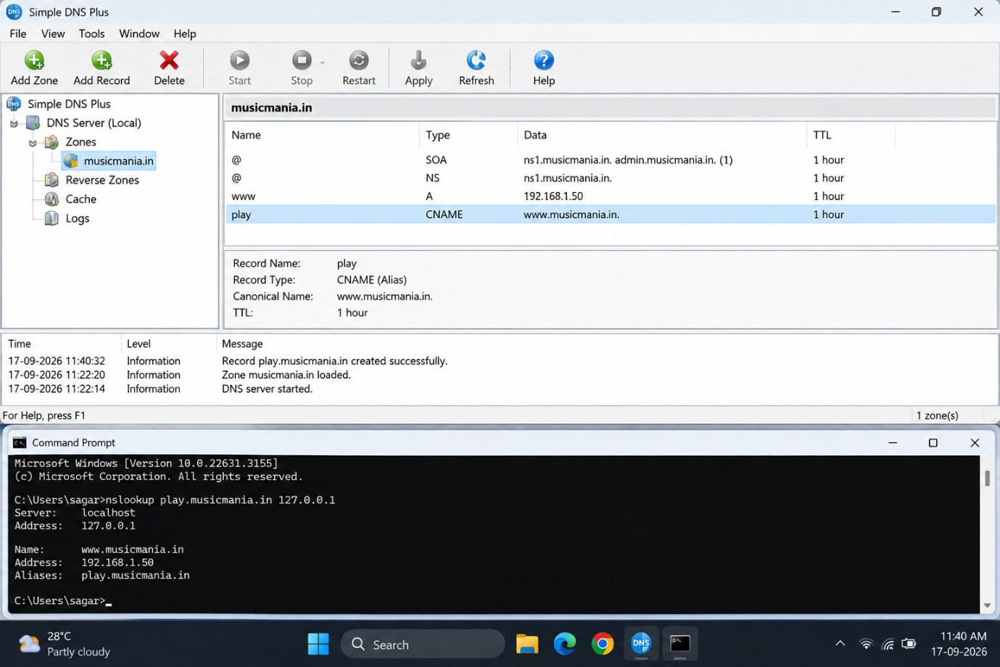 DNS Simple DNS Plus
File View Tools Window Help
Add Zone Add Record Delete Start Stop Restart Apply Refresh Help
DNS Simple DNS Plus
DNS Server (Local)
Zones
musicmania.in
Reverse Zones
Cache
Logs
musicmania.in
Name Type Data TTL
@ SOA ns1.musicmania.in. admin.musicmania.in. (1) 1 hour
@ NS ns1.musicmania.in. 1 hour
www A 192.168.1.50 1 hour
play CNAME www.musicmania.in. 1 hour
Record Name: play
Record Type: CNAME (Alias)
Canonical Name: www.musicmania.in.
TTL: 1 hour
Time Level Message
17-09-2026 11:40:32 Information Record play.musicmania.in created successfully.
17-09-2026 11:22:20 Information Zone musicmania.in loaded.
17-09-2026 11:22:14 Information DNS server started.
For Help, press F1 1 zone(s)
Command Prompt
Microsoft Windows [Version 10.0.22631.3155]
(c) Microsoft Corporation. All rights reserved.
C:\Users\sagar>nslookup play.musicmania.in 127.0.0.1
Server: localhost
Address: 127.0.0.1
Name: www.musicmania.in
Address: 192.168.1.50
Aliases: play.musicmania.in
C:\Users\sagar>
28°C
Partly cloudy
Search
DNS
11:40 AM
17-09-2026